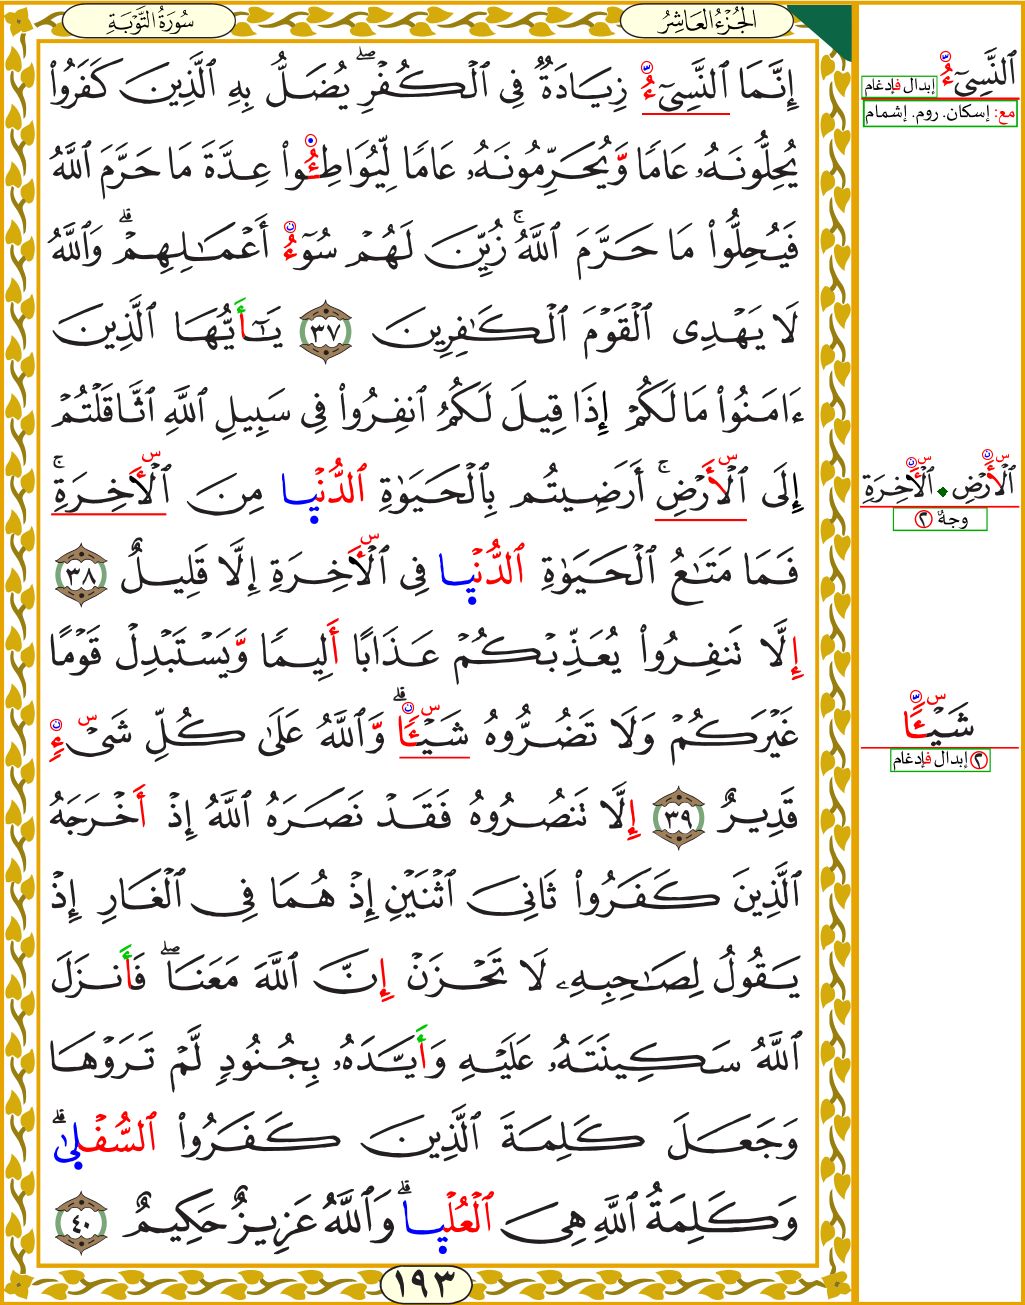 سُورَةُ التَّوْبَةِ
الجُزْءُ العَاشِرُ
إِنَّمَا ٱلنَّسِىٓءُ زِيَادَةٌ فِى ٱلْكُفْرِ ۖ يُضَلُّ بِهِ ٱلَّذِينَ كَفَرُوا۟
يُحِلُّونَهُۥ عَامًا وَّيُحَرِّمُونَهُۥ عَامًا لِّيُوَاطِـُٔوا۟ عِدَّةَ مَا حَرَّمَ ٱللَّهُ
فَيُحِلُّوا۟ مَا حَرَّمَ ٱللَّهُ ۚ زُيِّنَ لَهُمْ سُوٓءُ أَعْمَـٰلِهِمْ ۗ وَٱللَّهُ
لَا يَهْدِى ٱلْقَوْمَ ٱلْكَـٰفِرِينَ ٣٧ يَـٰٓأَيُّهَا ٱلَّذِينَ
ءَامَنُوا۟ مَا لَكُمْ إِذَا قِيلَ لَكُمُ ٱنفِرُوا۟ فِى سَبِيلِ ٱللَّهِ ٱثَّاقَلْتُمْ
إِلَى ٱلْأَرْضِ ۚ أَرَضِيتُم بِٱلْحَيَوٰةِ ٱلدُّنْيَا مِنَ ٱلْـَٔاخِرَةِ ۚ
فَمَا مَتَـٰعُ ٱلْحَيَوٰةِ ٱلدُّنْيَا فِى ٱلْـَٔاخِرَةِ إِلَّا قَلِيلٌ ٣٨
إِلَّا تَنفِرُوا۟ يُعَذِّبْكُمْ عَذَابًا أَلِيمًا وَّيَسْتَبْدِلْ قَوْمًا
غَيْرَكُمْ وَلَا تَضُرُّوهُ شَيْـًٔا ۗ وَّٱللَّهُ عَلَىٰ كُلِّ شَىْءٍ
قَدِيرٌ ٣٩ إِلَّا تَنصُرُوهُ فَقَدْ نَصَرَهُ ٱللَّهُ إِذْ أَخْرَجَهُ
ٱلَّذِينَ كَفَرُوا۟ ثَانِىَ ٱثْنَيْنِ إِذْ هُمَا فِى ٱلْغَارِ إِذْ
يَقُولُ لِصَـٰحِبِهِۦ لَا تَحْزَنْ إِنَّ ٱللَّهَ مَعَنَا ۖ فَأَنزَلَ
ٱللَّهُ سَكِينَتَهُۥ عَلَيْهِ وَأَيَّدَهُۥ بِجُنُودٍ لَّمْ تَرَوْهَا
وَجَعَلَ كَلِمَةَ ٱلَّذِينَ كَفَرُوا۟ ٱلسُّفْلَىٰ ۗ
وَكَلِمَةُ ٱللَّهِ هِىَ ٱلْعُلْيَا ۗ وَٱللَّهُ عَزِيزٌ حَكِيمٌ ٤٠
١٩٣
ٱلنَّسِىٓءُ
إبدال فإدغام
مع: إسكان. روم. إشمام
ٱلْأَرْضِ ٱلْـَٔاخِرَةِ
وجهٌ ٢
شَيْـًٔا
٢ إبدال فإدغام